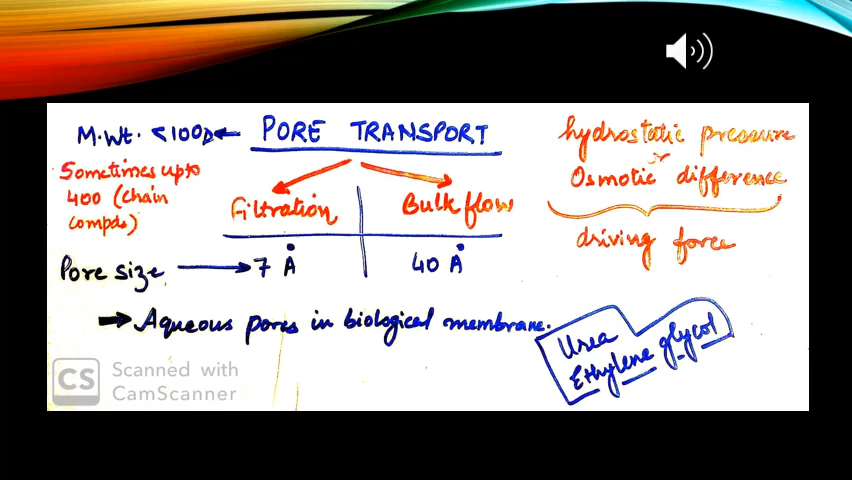 M.Wt. <100D ← PORE TRANSPORT
Sometimes upto
400 (chain
compds)
Filtration
Bulk flow
hydrostatic pressure
or
Osmotic difference
driving force
Pore size → 7 Å
40 Å
→ Aqueous pores in biological membrane.
Urea
Ethylene glycol
CS
Scanned with
CamScanner